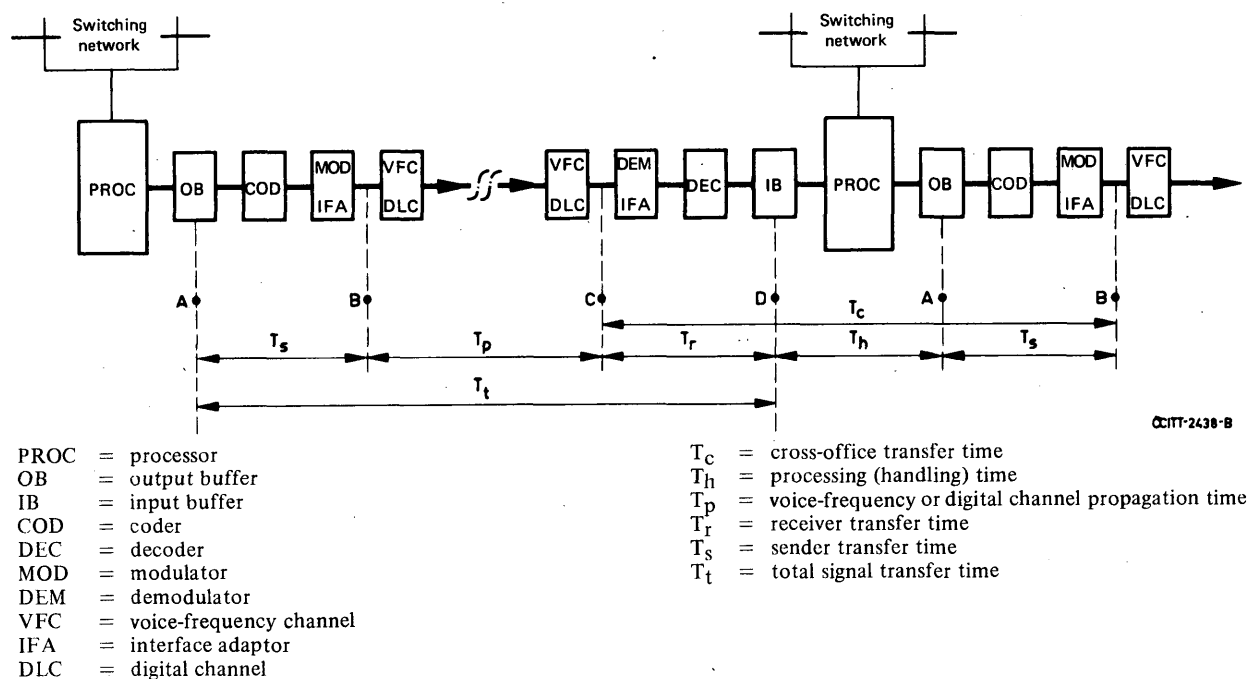 Switching
network
Switching
network
PROC
OB
COD
MOD
IFA
VFC
DLC
VFC
DLC
DEM
IFA
DEC
IB
PROC
OB
COD
MOD
IFA
VFC
DLC
A
B
C
D
A
B
Tc
Ts
Tp
Tr
Th
Ts
Tt
CCITT-2438-B
PROC = processor
OB = output buffer
IB = input buffer
COD = coder
DEC = decoder
MOD = modulator
DEM = demodulator
VFC = voice-frequency channel
IFA = interface adaptor
DLC = digital channel
Tc = cross-office transfer time
Th = processing (handling) time
Tp = voice-frequency or digital channel propagation time
Tr = receiver transfer time
Ts = sender transfer time
Tt = total signal transfer time